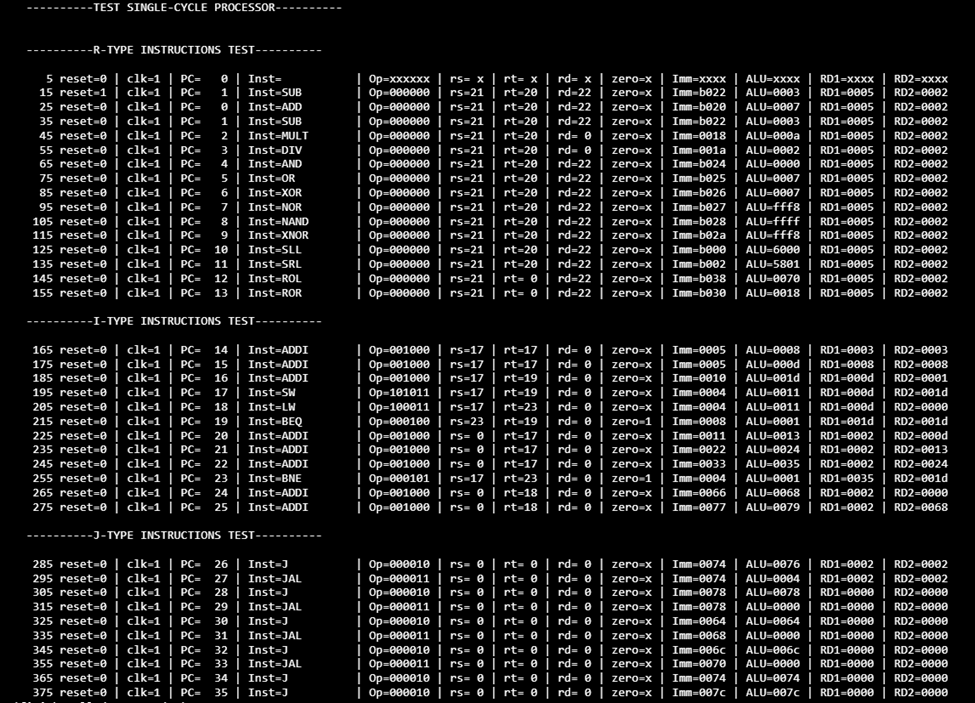 ----------TEST SINGLE-CYCLE PROCESSOR----------
----------R-TYPE INSTRUCTIONS TEST----------
5 reset=0 | clk=1 | PC= 0 | Inst= | Op=xxxxxx | rs= x | rt= x | rd= x | zero=x | Imm=xxxx | ALU=xxxx | RD1=xxxx | RD2=xxxx
15 reset=1 | clk=1 | PC= 1 | Inst=SUB | Op=000000 | rs=21 | rt=20 | rd=22 | zero=x | Imm=b022 | ALU=0003 | RD1=0005 | RD2=0002
25 reset=0 | clk=1 | PC= 0 | Inst=ADD | Op=000000 | rs=21 | rt=20 | rd=22 | zero=x | Imm=b020 | ALU=0007 | RD1=0005 | RD2=0002
35 reset=0 | clk=1 | PC= 1 | Inst=SUB | Op=000000 | rs=21 | rt=20 | rd=22 | zero=x | Imm=b022 | ALU=0003 | RD1=0005 | RD2=0002
45 reset=0 | clk=1 | PC= 2 | Inst=MULT | Op=000000 | rs=21 | rt=20 | rd= 0 | zero=x | Imm=0018 | ALU=000a | RD1=0005 | RD2=0002
55 reset=0 | clk=1 | PC= 3 | Inst=DIV | Op=000000 | rs=21 | rt=20 | rd= 0 | zero=x | Imm=001a | ALU=0002 | RD1=0005 | RD2=0002
65 reset=0 | clk=1 | PC= 4 | Inst=AND | Op=000000 | rs=21 | rt=20 | rd=22 | zero=x | Imm=b024 | ALU=0000 | RD1=0005 | RD2=0002
75 reset=0 | clk=1 | PC= 5 | Inst=OR | Op=000000 | rs=21 | rt=20 | rd=22 | zero=x | Imm=b025 | ALU=0007 | RD1=0005 | RD2=0002
85 reset=0 | clk=1 | PC= 6 | Inst=XOR | Op=000000 | rs=21 | rt=20 | rd=22 | zero=x | Imm=b026 | ALU=0007 | RD1=0005 | RD2=0002
95 reset=0 | clk=1 | PC= 7 | Inst=NOR | Op=000000 | rs=21 | rt=20 | rd=22 | zero=x | Imm=b027 | ALU=fff8 | RD1=0005 | RD2=0002
105 reset=0 | clk=1 | PC= 8 | Inst=NAND | Op=000000 | rs=21 | rt=20 | rd=22 | zero=x | Imm=b028 | ALU=ffff | RD1=0005 | RD2=0002
115 reset=0 | clk=1 | PC= 9 | Inst=XNOR | Op=000000 | rs=21 | rt=20 | rd=22 | zero=x | Imm=b02a | ALU=fff8 | RD1=0005 | RD2=0002
125 reset=0 | clk=1 | PC= 10 | Inst=SLL | Op=000000 | rs=21 | rt=20 | rd=22 | zero=x | Imm=b000 | ALU=6000 | RD1=0005 | RD2=0002
135 reset=0 | clk=1 | PC= 11 | Inst=SRL | Op=000000 | rs=21 | rt=20 | rd=22 | zero=x | Imm=b002 | ALU=5801 | RD1=0005 | RD2=0002
145 reset=0 | clk=1 | PC= 12 | Inst=ROL | Op=000000 | rs=21 | rt= 0 | rd=22 | zero=x | Imm=b038 | ALU=0070 | RD1=0005 | RD2=0002
155 reset=0 | clk=1 | PC= 13 | Inst=ROR | Op=000000 | rs=21 | rt= 0 | rd=22 | zero=x | Imm=b030 | ALU=0018 | RD1=0005 | RD2=0002
----------I-TYPE INSTRUCTIONS TEST----------
165 reset=0 | clk=1 | PC= 14 | Inst=ADDI | Op=001000 | rs=17 | rt=17 | rd= 0 | zero=x | Imm=0005 | ALU=0008 | RD1=0003 | RD2=0003
175 reset=0 | clk=1 | PC= 15 | Inst=ADDI | Op=001000 | rs=17 | rt=17 | rd= 0 | zero=x | Imm=0005 | ALU=000d | RD1=0008 | RD2=0008
185 reset=0 | clk=1 | PC= 16 | Inst=ADDI | Op=001000 | rs=17 | rt=19 | rd= 0 | zero=x | Imm=0010 | ALU=001d | RD1=000d | RD2=0001
195 reset=0 | clk=1 | PC= 17 | Inst=SW | Op=101011 | rs=17 | rt=19 | rd= 0 | zero=x | Imm=0004 | ALU=0011 | RD1=000d | RD2=001d
205 reset=0 | clk=1 | PC= 18 | Inst=LW | Op=100011 | rs=17 | rt=23 | rd= 0 | zero=x | Imm=0004 | ALU=0011 | RD1=000d | RD2=0000
215 reset=0 | clk=1 | PC= 19 | Inst=BEQ | Op=000100 | rs=23 | rt=19 | rd= 0 | zero=1 | Imm=0008 | ALU=0001 | RD1=001d | RD2=001d
225 reset=0 | clk=1 | PC= 20 | Inst=ADDI | Op=001000 | rs= 0 | rt=17 | rd= 0 | zero=x | Imm=0011 | ALU=0013 | RD1=0002 | RD2=000d
235 reset=0 | clk=1 | PC= 21 | Inst=ADDI | Op=001000 | rs= 0 | rt=17 | rd= 0 | zero=x | Imm=0022 | ALU=0024 | RD1=0002 | RD2=0013
245 reset=0 | clk=1 | PC= 22 | Inst=ADDI | Op=001000 | rs= 0 | rt=17 | rd= 0 | zero=x | Imm=0033 | ALU=0035 | RD1=0002 | RD2=0024
255 reset=0 | clk=1 | PC= 23 | Inst=BNE | Op=000101 | rs=17 | rt=23 | rd= 0 | zero=1 | Imm=0004 | ALU=0001 | RD1=0035 | RD2=001d
265 reset=0 | clk=1 | PC= 24 | Inst=ADDI | Op=001000 | rs= 0 | rt=18 | rd= 0 | zero=x | Imm=0066 | ALU=0068 | RD1=0002 | RD2=0000
275 reset=0 | clk=1 | PC= 25 | Inst=ADDI | Op=001000 | rs= 0 | rt=18 | rd= 0 | zero=x | Imm=0077 | ALU=0079 | RD1=0002 | RD2=0068
----------J-TYPE INSTRUCTIONS TEST----------
285 reset=0 | clk=1 | PC= 26 | Inst=J | Op=000010 | rs= 0 | rt= 0 | rd= 0 | zero=x | Imm=0074 | ALU=0076 | RD1=0002 | RD2=0002
295 reset=0 | clk=1 | PC= 27 | Inst=JAL | Op=000011 | rs= 0 | rt= 0 | rd= 0 | zero=x | Imm=0074 | ALU=0004 | RD1=0002 | RD2=0002
305 reset=0 | clk=1 | PC= 28 | Inst=J | Op=000010 | rs= 0 | rt= 0 | rd= 0 | zero=x | Imm=0078 | ALU=0078 | RD1=0000 | RD2=0000
315 reset=0 | clk=1 | PC= 29 | Inst=JAL | Op=000011 | rs= 0 | rt= 0 | rd= 0 | zero=x | Imm=0078 | ALU=0000 | RD1=0000 | RD2=0000
325 reset=0 | clk=1 | PC= 30 | Inst=J | Op=000010 | rs= 0 | rt= 0 | rd= 0 | zero=x | Imm=0064 | ALU=0064 | RD1=0000 | RD2=0000
335 reset=0 | clk=1 | PC= 31 | Inst=JAL | Op=000011 | rs= 0 | rt= 0 | rd= 0 | zero=x | Imm=0068 | ALU=0000 | RD1=0000 | RD2=0000
345 reset=0 | clk=1 | PC= 32 | Inst=J | Op=000010 | rs= 0 | rt= 0 | rd= 0 | zero=x | Imm=006c | ALU=006c | RD1=0000 | RD2=0000
355 reset=0 | clk=1 | PC= 33 | Inst=JAL | Op=000011 | rs= 0 | rt= 0 | rd= 0 | zero=x | Imm=0070 | ALU=0000 | RD1=0000 | RD2=0000
365 reset=0 | clk=1 | PC= 34 | Inst=J | Op=000010 | rs= 0 | rt= 0 | rd= 0 | zero=x | Imm=0074 | ALU=0074 | RD1=0000 | RD2=0000
375 reset=0 | clk=1 | PC= 35 | Inst=J | Op=000010 | rs= 0 | rt= 0 | rd= 0 | zero=x | Imm=007c | ALU=007c | RD1=0000 | RD2=0000